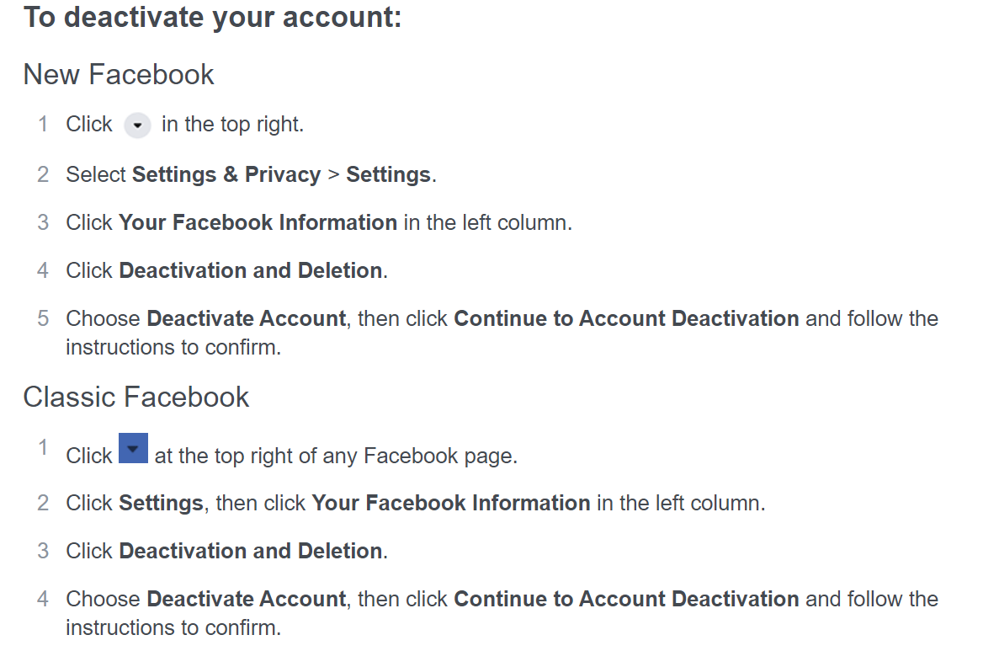 To deactivate your account:
New Facebook
1 Click in the top right.
2 Select Settings & Privacy > Settings.
3 Click Your Facebook Information in the left column.
4 Click Deactivation and Deletion.
5 Choose Deactivate Account, then click Continue to Account Deactivation and follow the
instructions to confirm.
Classic Facebook
1 Click at the top right of any Facebook page.
2 Click Settings, then click Your Facebook Information in the left column.
3 Click Deactivation and Deletion.
4 Choose Deactivate Account, then click Continue to Account Deactivation and follow the
instructions to confirm.